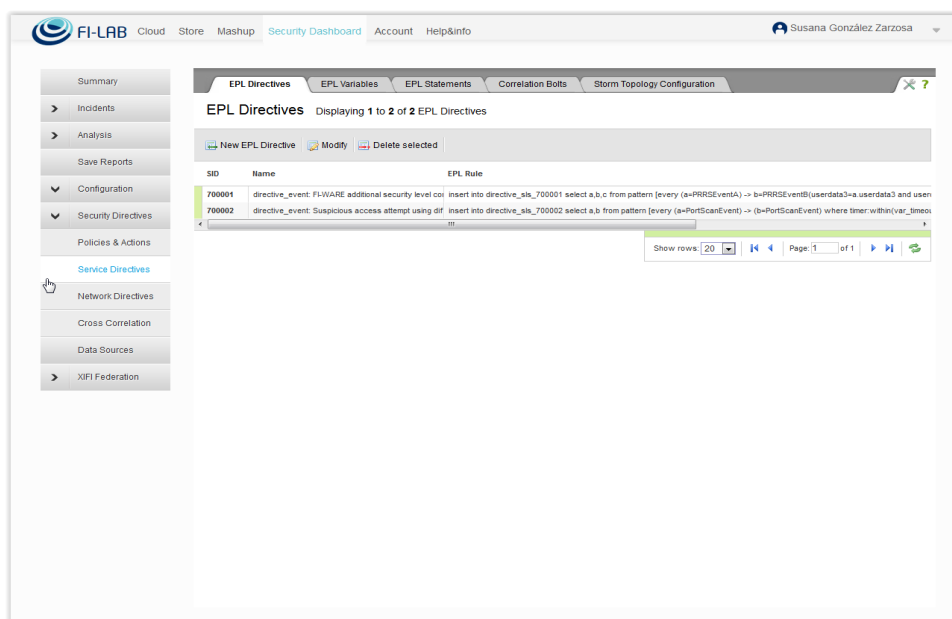 FI-LAB Cloud Store Mashup Security Dashboard Account Help&info Susana González Zarzosa
Summary
Incidents
Analysis
Save Reports
Configuration
Security Directives
Policies & Actions
Service Directives
Network Directives
Cross Correlation
Data Sources
XIFI Federation
EPL Directives EPL Variables EPL Statements Correlation Bolts Storm Topology Configuration ?
EPL Directives Displaying 1 to 2 of 2 EPL Directives
New EPL Directive Modify Delete selected
SID Name EPL Rule
700001 directive_event: FI-WARE additional security level co insert into directive_sls_700001 select a,b,c from pattern [every (a=PRRSEventA) -> b=PRRSEventB(userdata3=a.userdata3 and user
700002 directive_event: Suspicious access attempt using dif insert into directive_sls_700002 select a,b from pattern [every (a=PortScanEvent) -> (b=PortScanEvent) where timer:within(var_timeou
Show rows: 20 Page: 1 of 1